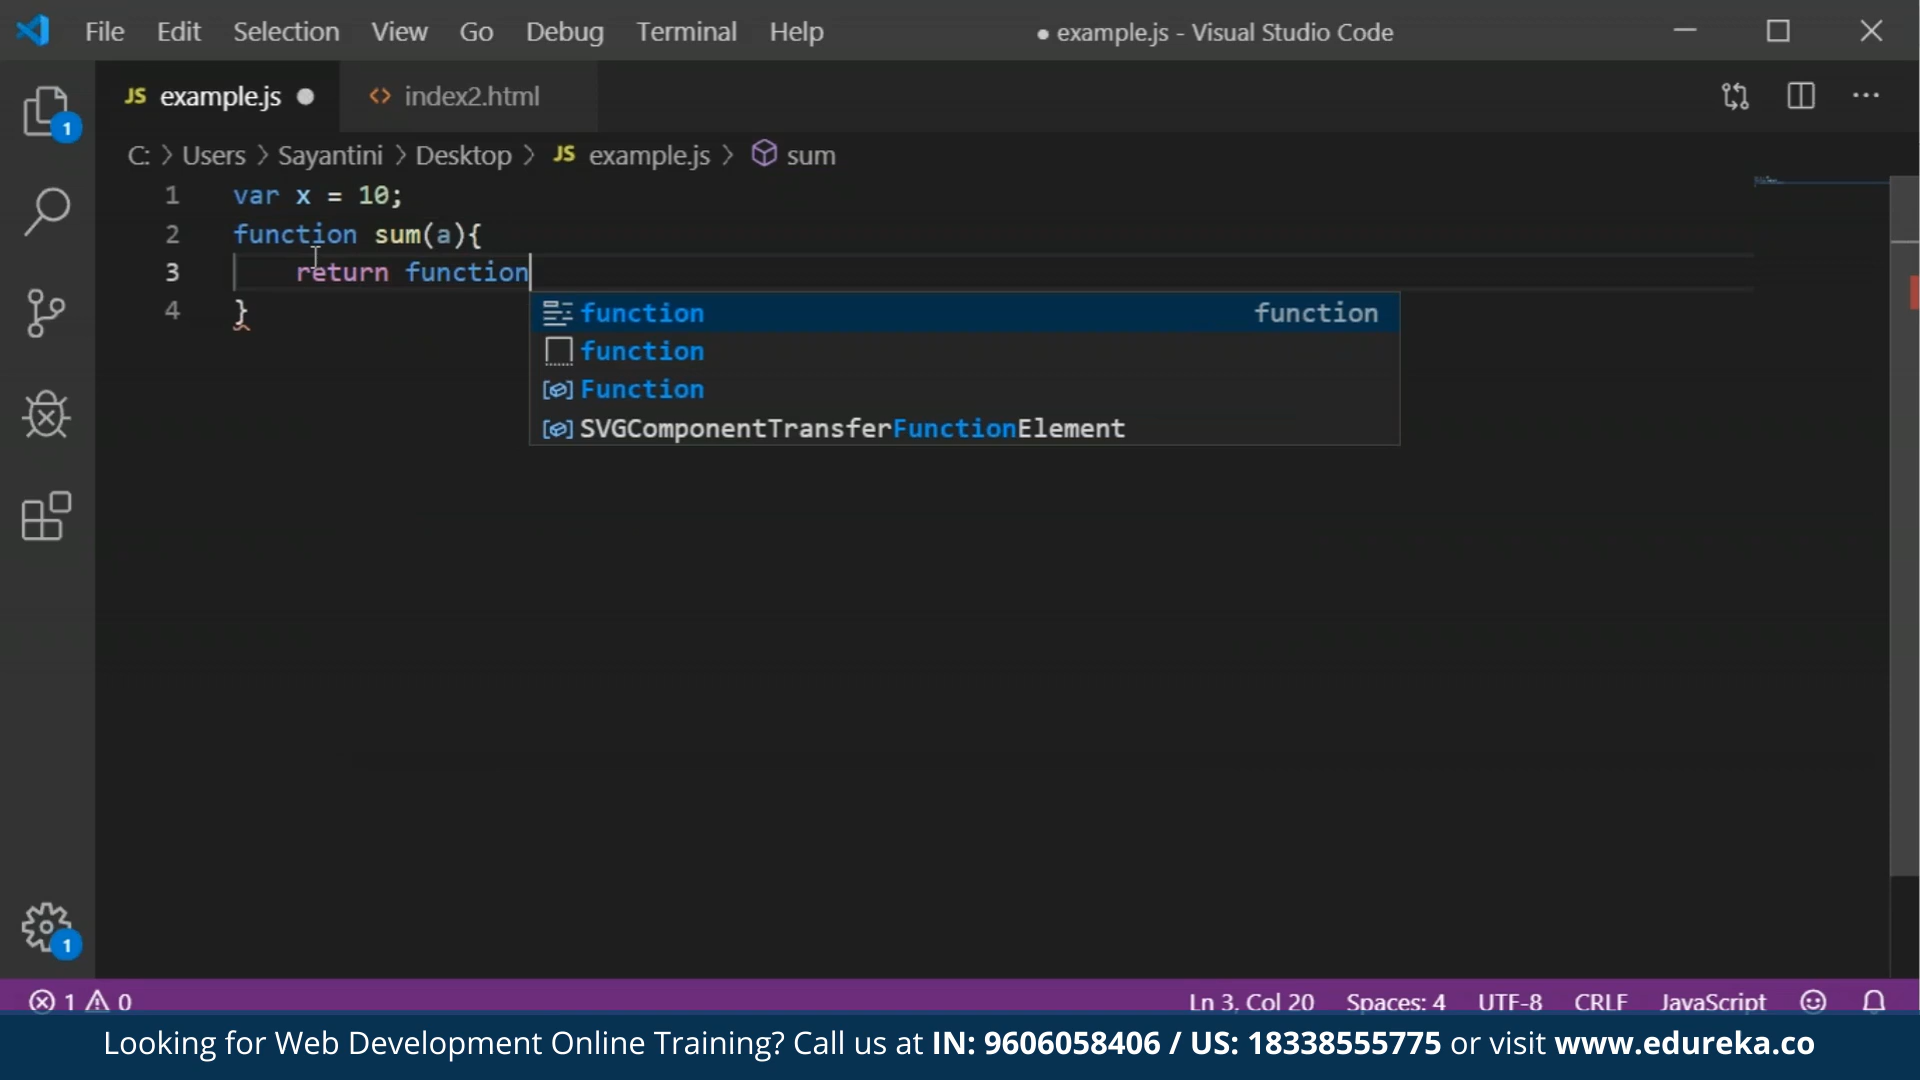 File Edit Selection View Go Debug Terminal Help ● example.js - Visual Studio Code
JS example.js ● <> index2.html ...
1
C: > Users > Sayantini > Desktop > JS example.js > sum
1 var x = 10;
2 function sum(a){
3 return function
4 }
function function
function
Function
SVGComponentTransferFunctionElement
1
1 0 Ln 3, Col 20 Spaces: 4 UTF-8 CRLF JavaScript
Looking for Web Development Online Training? Call us at IN: 9606058406 / US: 18338555775 or visit www.edureka.co